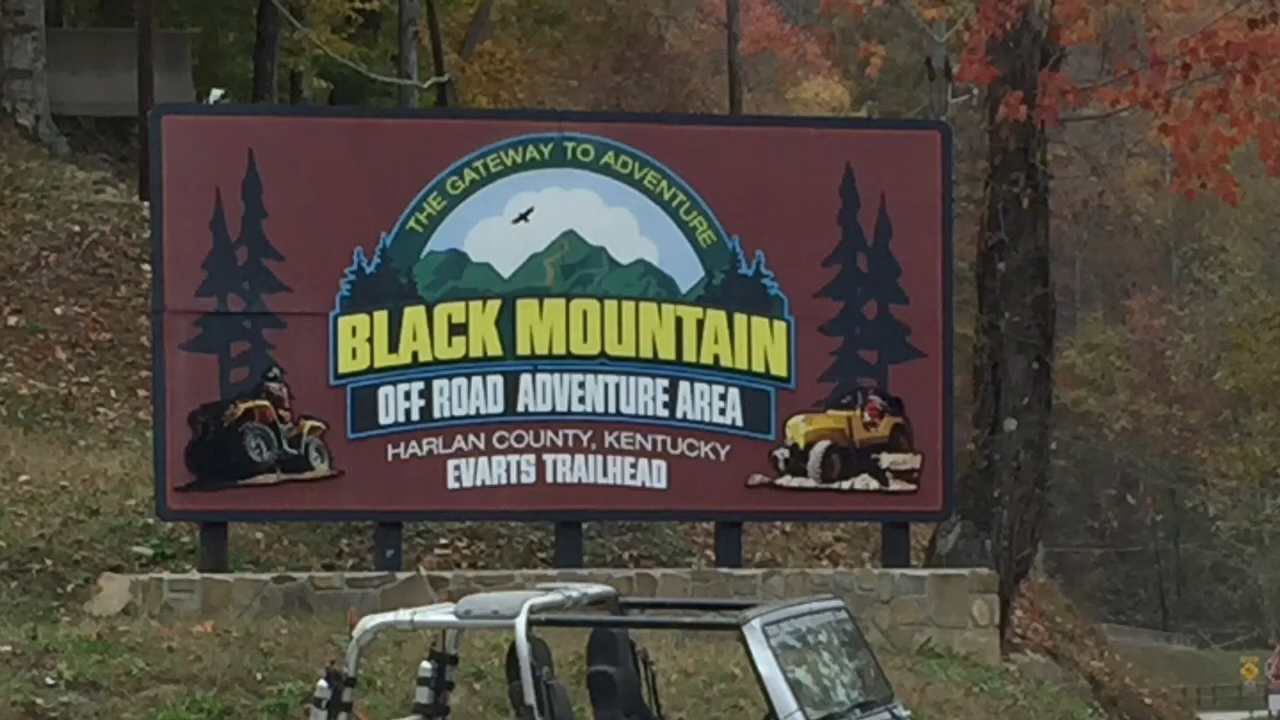 THE GATEWAY TO ADVENTURE
BLACK MOUNTAIN
OFF ROAD ADVENTURE AREA
HARLAN COUNTY, KENTUCKY
EVARTS TRAILHEAD